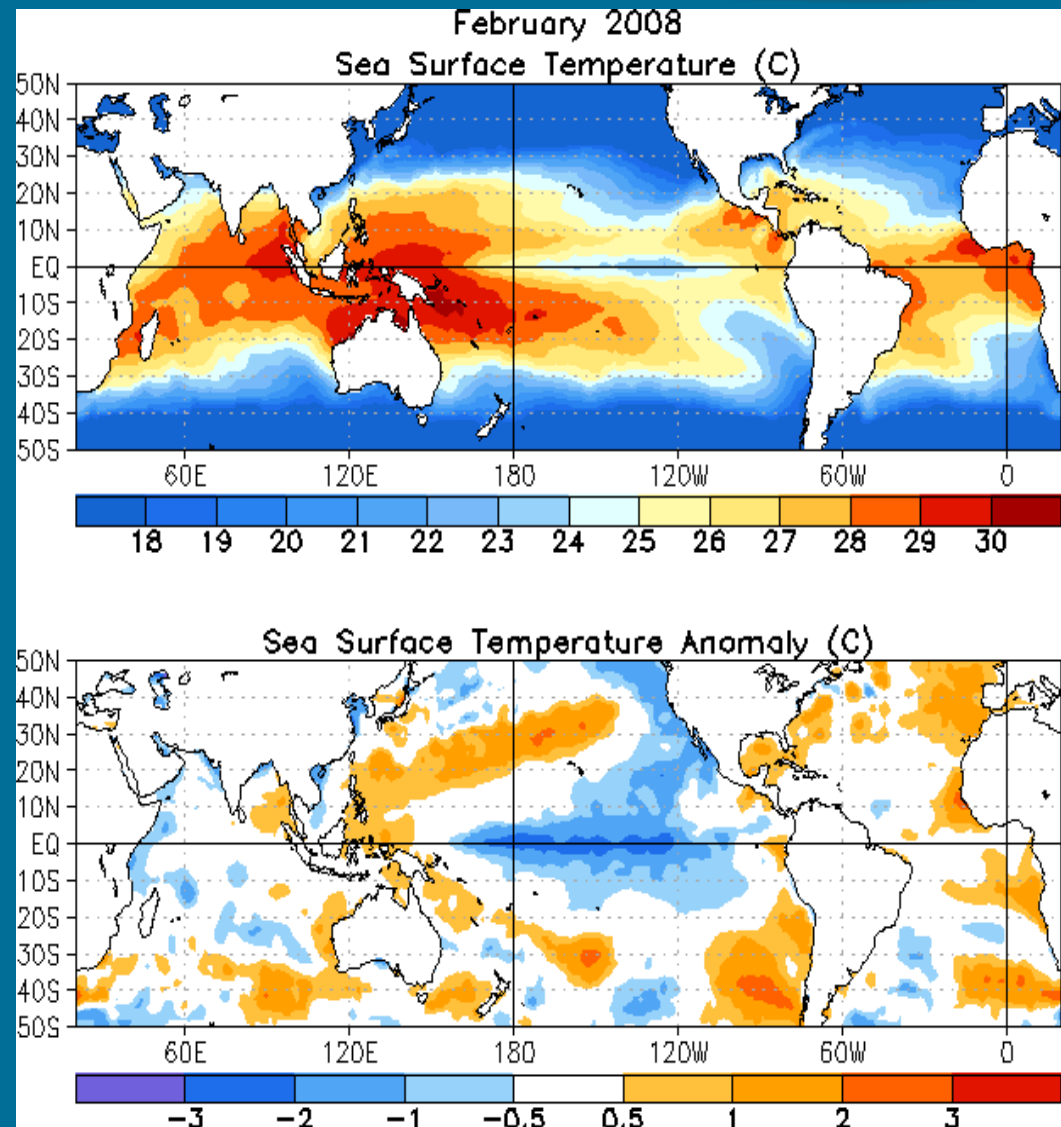 February 2008
Sea Surface Temperature (C)
50N
40N
30N
20N
10N
EQ
10S
20S
30S
40S
50S
60E 120E 180 120W 60W 0
18 19 20 21 22 23 24 25 26 27 28 29 30
Sea Surface Temperature Anomaly (C)
50N
40N
30N
20N
10N
EQ
10S
20S
30S
40S
50S
60E 120E 180 120W 60W 0
-3 -2 -1 -0.5 0.5 1 2 3